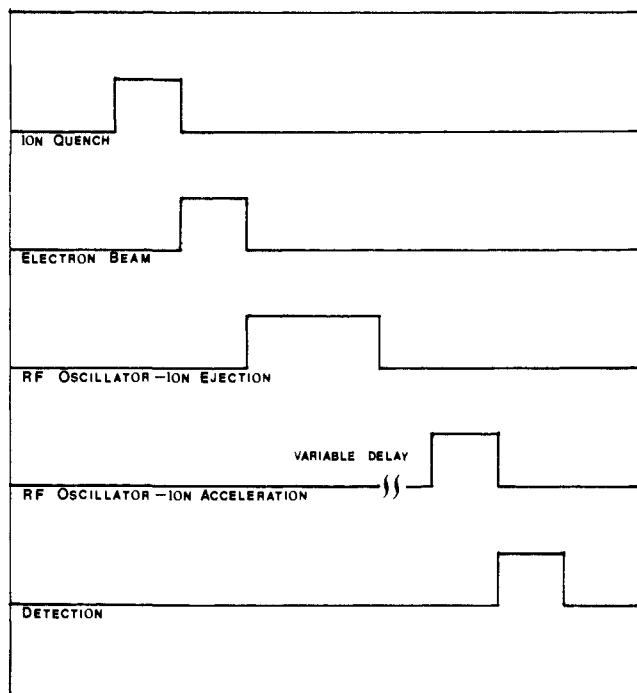 ION QUENCH
ELECTRON BEAM
RF OSCILLATOR-ION EJECTION
VARIABLE DELAY
RF OSCILLATOR-ION ACCELERATION
DETECTION